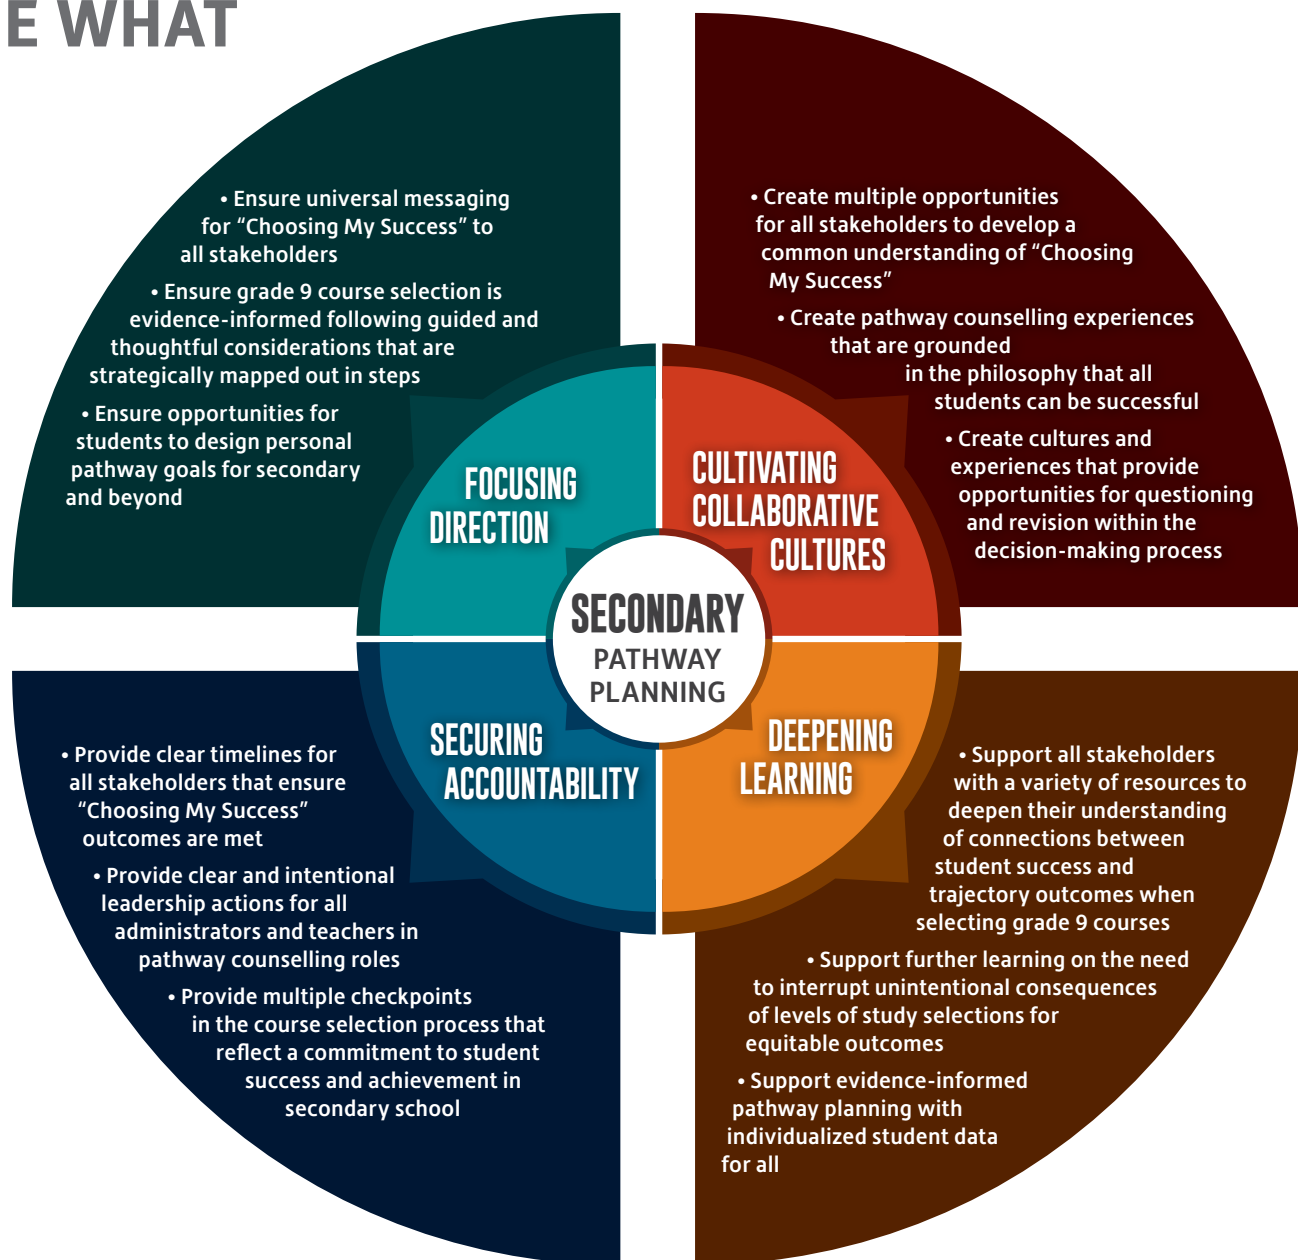 E WHAT
• Ensure universal messaging
for “Choosing My Success” to
all stakeholders
• Ensure grade 9 course selection is
evidence-informed following guided and
thoughtful considerations that are
strategically mapped out in steps
• Ensure opportunities for
students to design personal
pathway goals for secondary
and beyond
• Create multiple opportunities
for all stakeholders to develop a
common understanding of “Choosing
My Success”
• Create pathway counselling experiences
that are grounded
in the philosophy that all
students can be successful
• Create cultures and
experiences that provide
opportunities for questioning
and revision within the
decision-making process
FOCUSING
DIRECTION
CULTIVATING
COLLABORATIVE
CULTURES
SECONDARY
PATHWAY
PLANNING
SECURING
ACCOUNTABILITY
DEEPENING
LEARNING
• Provide clear timelines for
all stakeholders that ensure
“Choosing My Success”
outcomes are met
• Provide clear and intentional
leadership actions for all
administrators and teachers in
pathway counselling roles
• Provide multiple checkpoints
in the course selection process that
reflect a commitment to student
success and achievement in
secondary school
• Support all stakeholders
with a variety of resources to
deepen their understanding
of connections between
student success and
trajectory outcomes when
selecting grade 9 courses
• Support further learning on the need
to interrupt unintentional consequences
of levels of study selections for
equitable outcomes
• Support evidence-informed
pathway planning with
individualized student data
for all